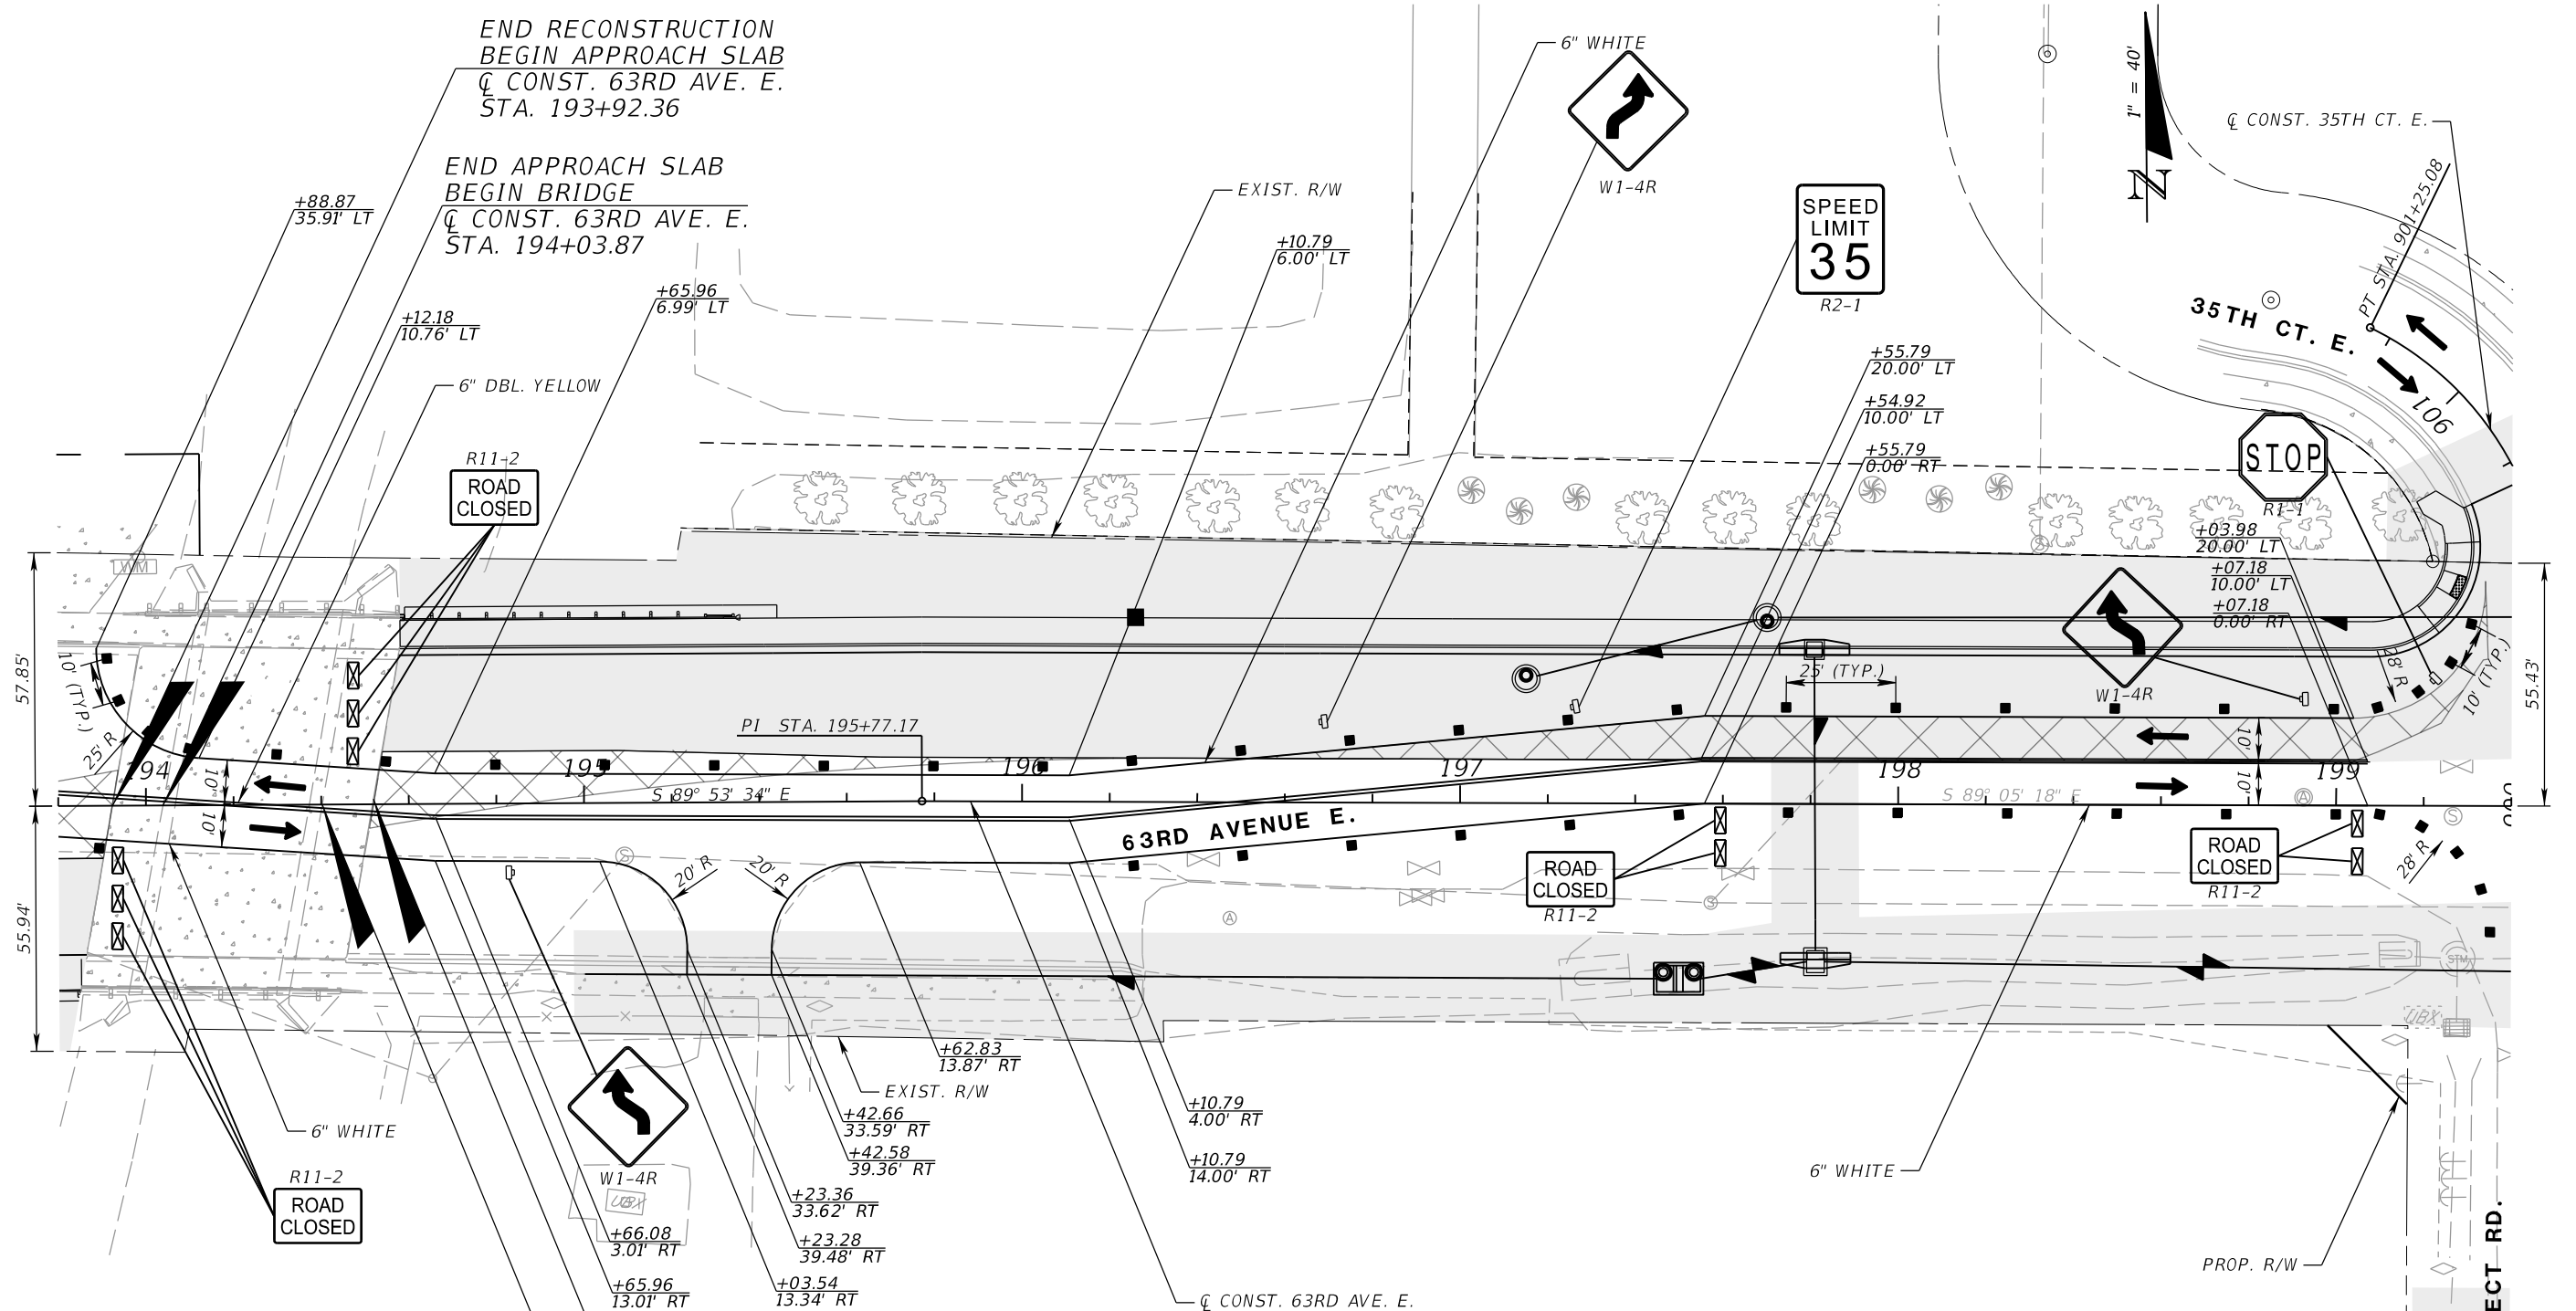 END RECONSTRUCTION
BEGIN APPROACH SLAB
℄ CONST. 63RD AVE. E.
STA. 193+92.36
END APPROACH SLAB
BEGIN BRIDGE
℄ CONST. 63RD AVE. E.
STA. 194+03.87
+88.87
35.91' LT
+12.18
10.76' LT
+65.96
6.99' LT
6" DBL. YELLOW
R11-2
ROAD
CLOSED
6" WHITE
W1-4R
EXIST. R/W
+10.79
6.00' LT
SPEED
LIMIT
35
R2-1
+55.79
20.00' LT
+54.92
10.00' LT
+55.79
0.00' RT
1" = 40'
N
℄ CONST. 35TH CT. E.
PT STA. 901+25.08
35TH CT. E.
901
STOP
R1-1
+03.98
20.00' LT
+07.18
10.00' LT
+07.18
0.00' RT
W1-4R
28' R
10' (TYP.)
55.43'
WM
57.85'
10' (TYP.)
25' R
25' (TYP.)
PI STA. 195+77.17
194
195
196
197
198
199
10'
10'
10'
10'
S 89° 53' 34" E
S 89° 05' 18" E
63RD AVENUE E.
ROAD
CLOSED
R11-2
ROAD
CLOSED
R11-2
28' R
20' R
20' R
55.94'
A
A
S
S
S
S
STM
UBX
6" WHITE
R11-2
ROAD
CLOSED
W1-4R
UBX
EXIST. R/W
+62.83
13.87' RT
+42.66
33.59' RT
+42.58
39.36' RT
+23.36
33.62' RT
+23.28
39.48' RT
+03.54
13.34' RT
+66.08
3.01' RT
+65.96
13.01' RT
+10.79
4.00' RT
+10.79
14.00' RT
℄ CONST. 63RD AVE. E.
6" WHITE
PROP. R/W
ECT RD.